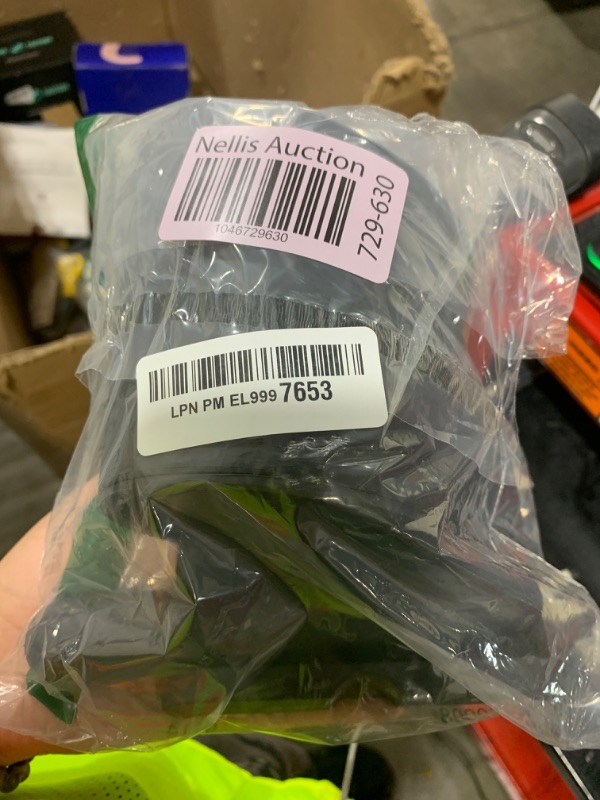 Nellis Auction
1046729630
729-630
LPN PM EL999 7653